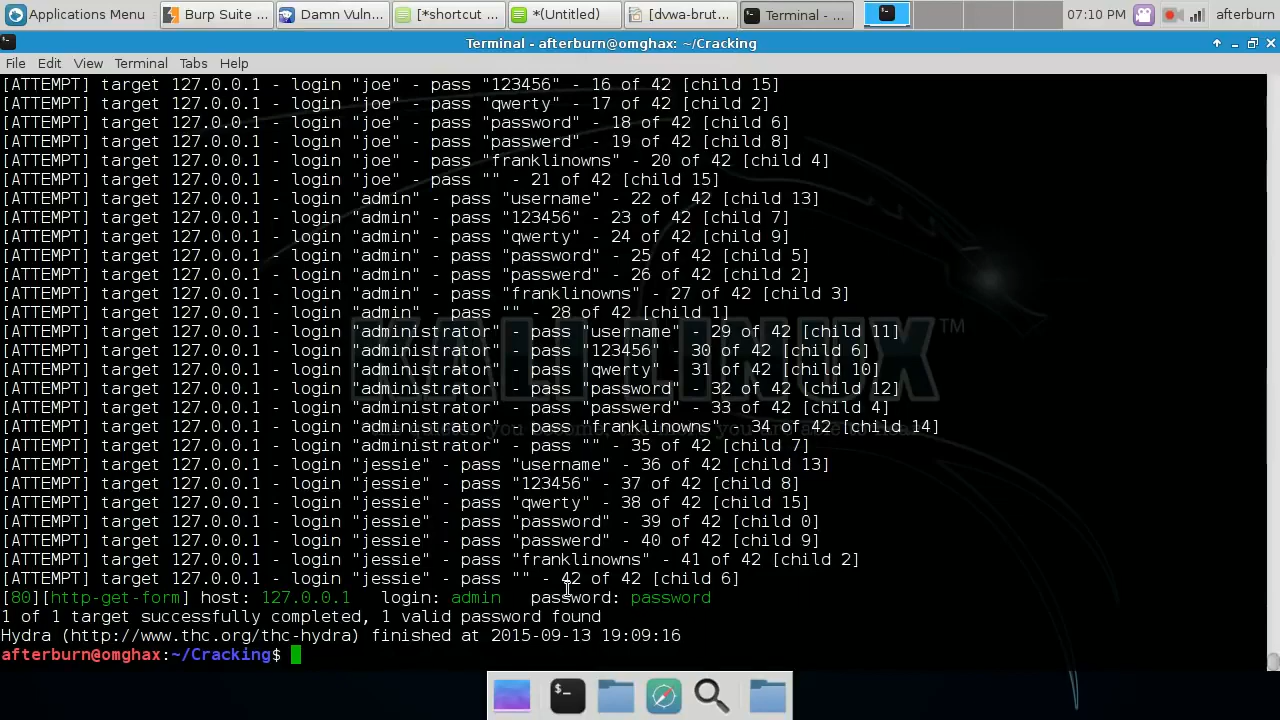 Applications Menu
Burp Suite ...
Damn Vuln...
[*shortcut ...
*(Untitled)
[dvwa-brut...
Terminal - ...
07:10 PM
afterburn
Terminal - afterburn@omghax: ~/Cracking
File Edit View Terminal Tabs Help
[ATTEMPT] target 127.0.0.1 - login "joe" - pass "123456" - 16 of 42 [child 15]
[ATTEMPT] target 127.0.0.1 - login "joe" - pass "qwerty" - 17 of 42 [child 2]
[ATTEMPT] target 127.0.0.1 - login "joe" - pass "password" - 18 of 42 [child 6]
[ATTEMPT] target 127.0.0.1 - login "joe" - pass "passwerd" - 19 of 42 [child 8]
[ATTEMPT] target 127.0.0.1 - login "joe" - pass "franklinowns" - 20 of 42 [child 4]
[ATTEMPT] target 127.0.0.1 - login "joe" - pass "" - 21 of 42 [child 15]
[ATTEMPT] target 127.0.0.1 - login "admin" - pass "username" - 22 of 42 [child 13]
[ATTEMPT] target 127.0.0.1 - login "admin" - pass "123456" - 23 of 42 [child 7]
[ATTEMPT] target 127.0.0.1 - login "admin" - pass "qwerty" - 24 of 42 [child 9]
[ATTEMPT] target 127.0.0.1 - login "admin" - pass "password" - 25 of 42 [child 5]
[ATTEMPT] target 127.0.0.1 - login "admin" - pass "passwerd" - 26 of 42 [child 2]
[ATTEMPT] target 127.0.0.1 - login "admin" - pass "franklinowns" - 27 of 42 [child 3]
[ATTEMPT] target 127.0.0.1 - login "admin" - pass "" - 28 of 42 [child 1]
[ATTEMPT] target 127.0.0.1 - login "administrator" - pass "username" - 29 of 42 [child 11]
[ATTEMPT] target 127.0.0.1 - login "administrator" - pass "123456" - 30 of 42 [child 6]
[ATTEMPT] target 127.0.0.1 - login "administrator" - pass "qwerty" - 31 of 42 [child 10]
[ATTEMPT] target 127.0.0.1 - login "administrator" - pass "password" - 32 of 42 [child 12]
[ATTEMPT] target 127.0.0.1 - login "administrator" - pass "passwerd" - 33 of 42 [child 4]
[ATTEMPT] target 127.0.0.1 - login "administrator" - pass "franklinowns" - 34 of 42 [child 14]
[ATTEMPT] target 127.0.0.1 - login "administrator" - pass "" - 35 of 42 [child 7]
[ATTEMPT] target 127.0.0.1 - login "jessie" - pass "username" - 36 of 42 [child 13]
[ATTEMPT] target 127.0.0.1 - login "jessie" - pass "123456" - 37 of 42 [child 8]
[ATTEMPT] target 127.0.0.1 - login "jessie" - pass "qwerty" - 38 of 42 [child 15]
[ATTEMPT] target 127.0.0.1 - login "jessie" - pass "password" - 39 of 42 [child 0]
[ATTEMPT] target 127.0.0.1 - login "jessie" - pass "passwerd" - 40 of 42 [child 9]
[ATTEMPT] target 127.0.0.1 - login "jessie" - pass "franklinowns" - 41 of 42 [child 2]
[ATTEMPT] target 127.0.0.1 - login "jessie" - pass "" - 42 of 42 [child 6]
[80][http-get-form] host: 127.0.0.1 login: admin password: password
1 of 1 target successfully completed, 1 valid password found
Hydra (http://www.thc.org/thc-hydra) finished at 2015-09-13 19:09:16
afterburn@omghax:~/Cracking$
KALI LINUX™